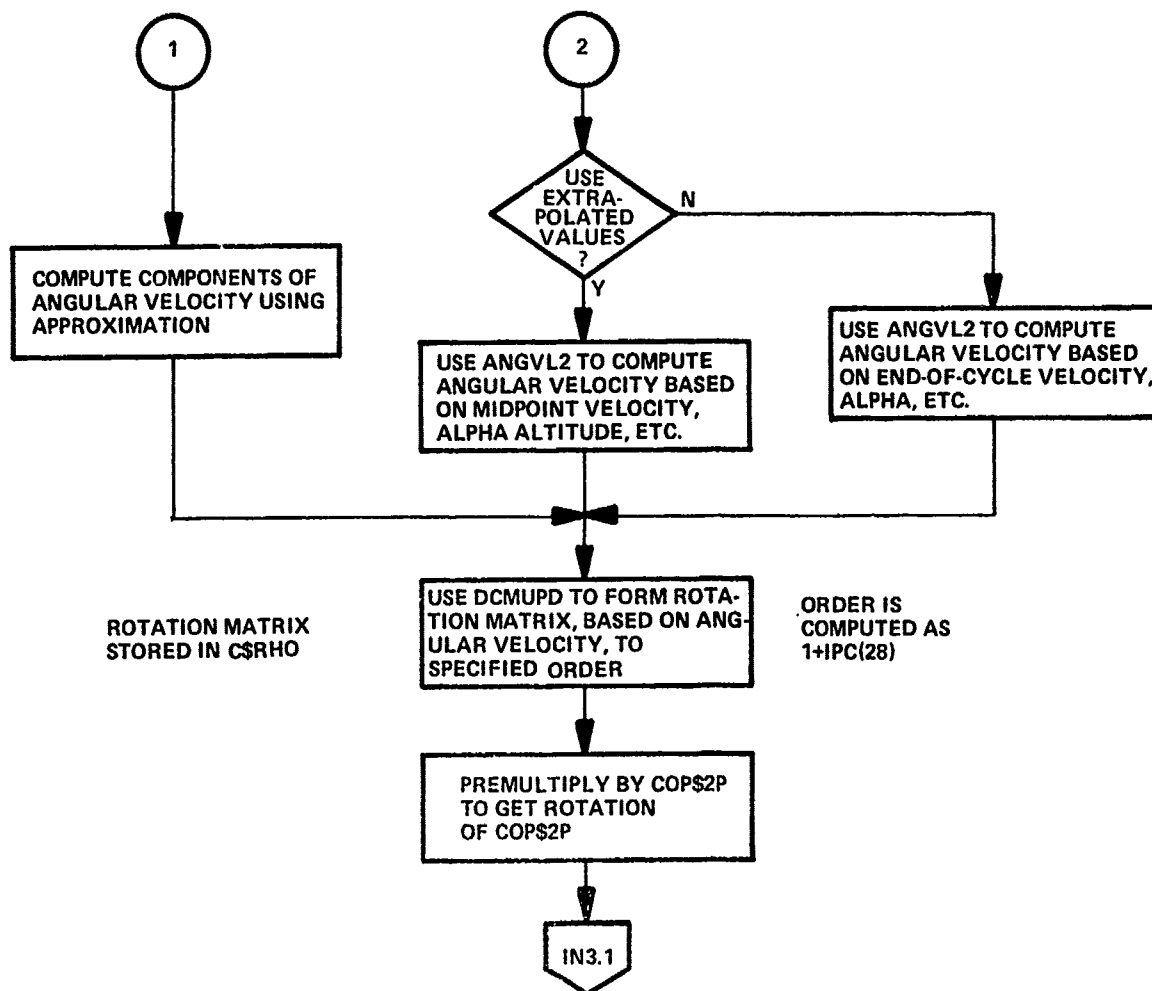 1
2
USE
EXTRA-
POLATED
VALUES
?
N
Y
COMPUTE COMPONENTS OF
ANGULAR VELOCITY USING
APPROXIMATION
USE ANGVL2 TO COMPUTE
ANGULAR VELOCITY BASED
ON MIDPOINT VELOCITY,
ALPHA ALTITUDE, ETC.
USE ANGVL2 TO COMPUTE
ANGULAR VELOCITY BASED
ON END-OF-CYCLE VELOCITY,
ALPHA, ETC.
ROTATION MATRIX
STORED IN C$RHO
USE DCMUPD TO FORM ROTA-
TION MATRIX, BASED ON ANG-
ULAR VELOCITY, TO
SPECIFIED ORDER
ORDER IS
COMPUTED AS
1+IPC(28)
PREMULTIPLY BY COP$2P
TO GET ROTATION
OF COP$2P
IN3.1